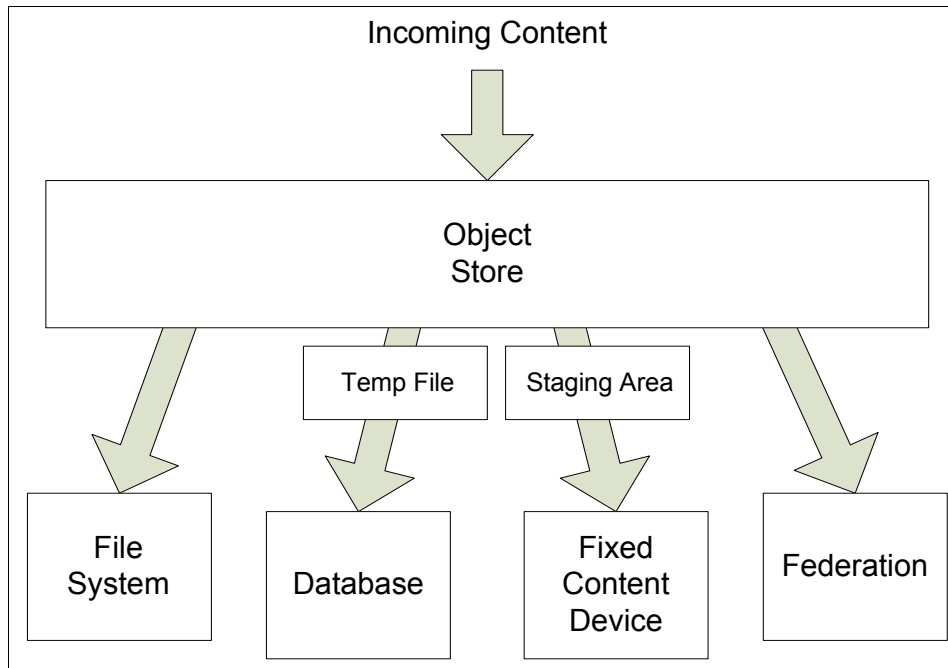 Incoming Content
Object
Store
Temp File
Staging Area
File
System
Database
Fixed
Content
Device
Federation